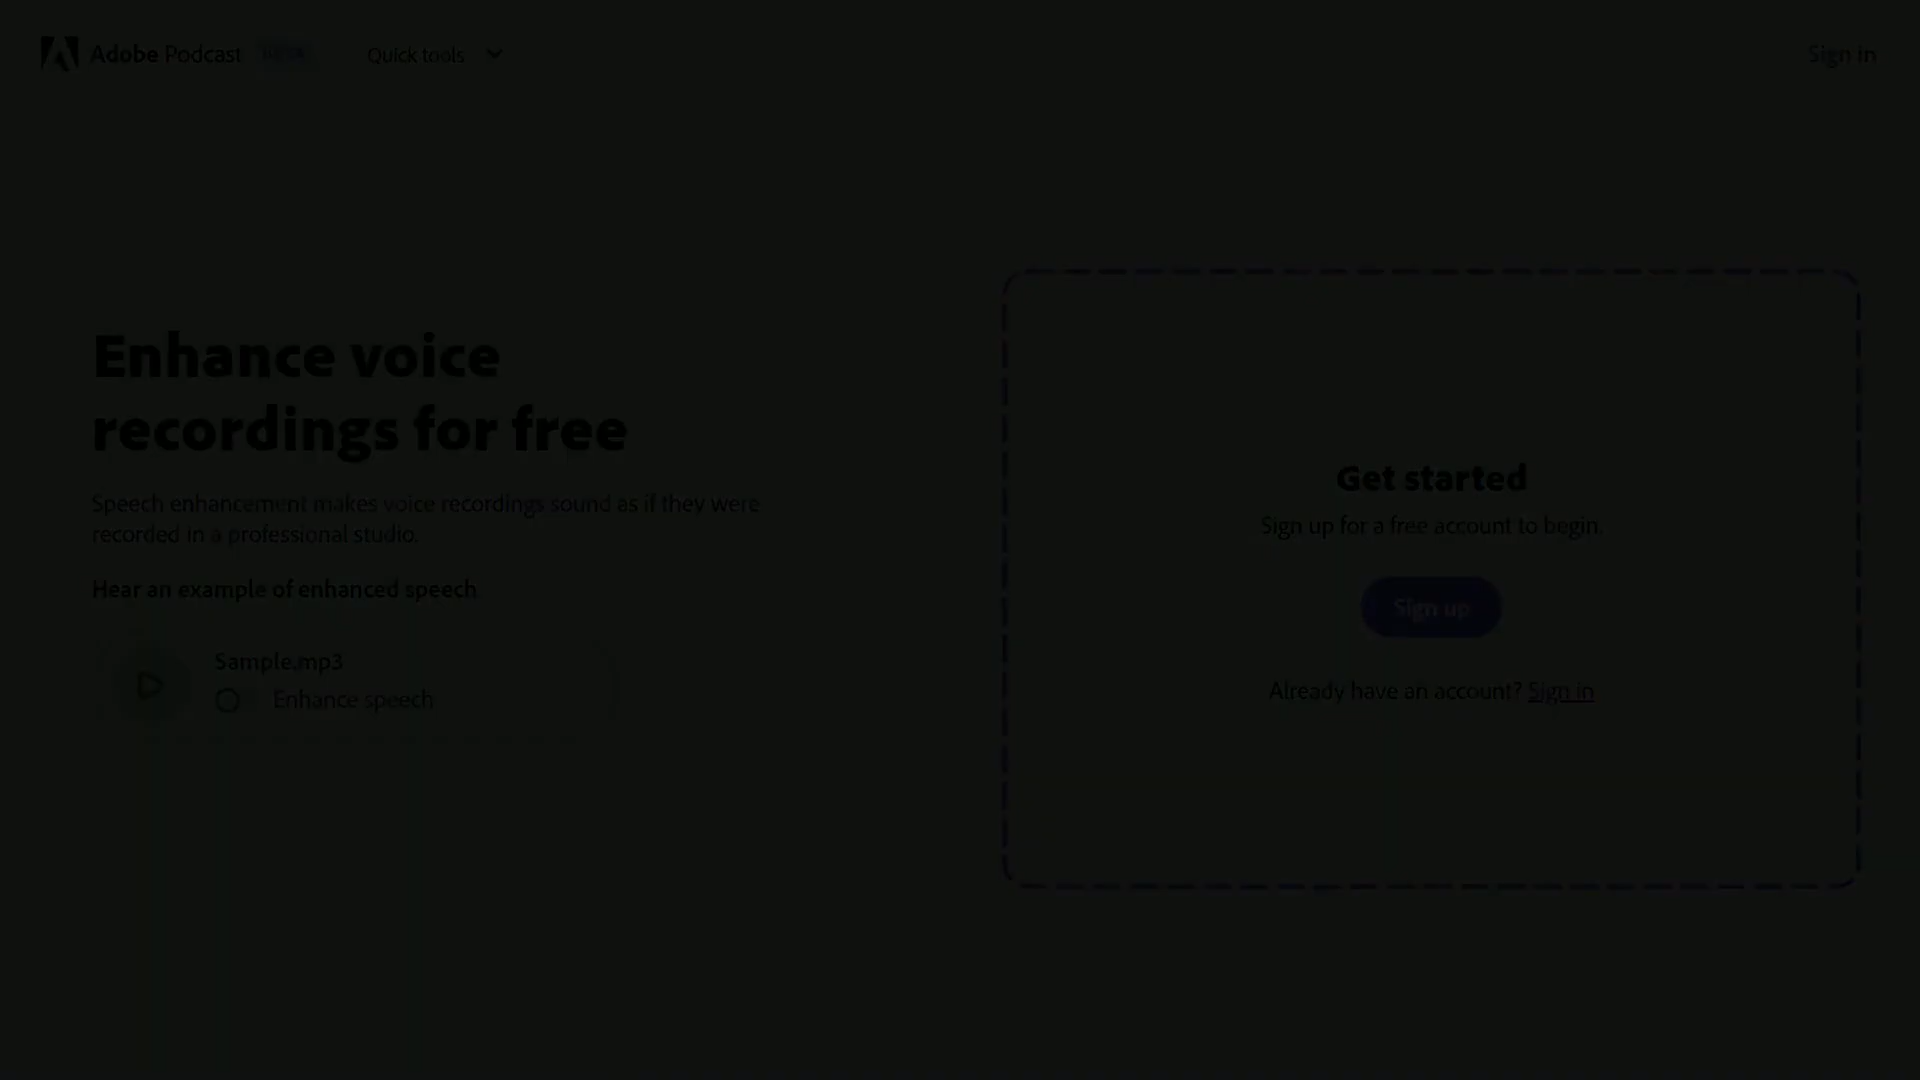 Adobe Podcast BETA
Quick tools
Sign in
Enhance voice
recordings for free
Speech enhancement makes voice recordings sound as if they were
recorded in a professional studio.
Hear an example of enhanced speech
Sample.mp3
Enhance speech
Get started
Sign up for a free account to begin.
Sign up
Already have an account? Sign in